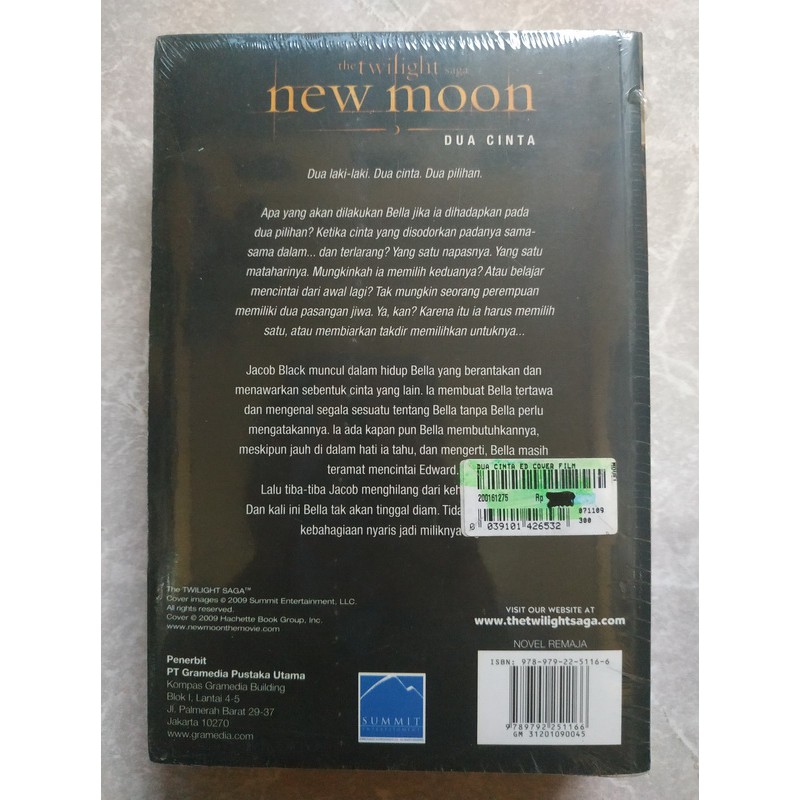 the twilight saga
new moon
DUA CINTA
Dua laki-laki. Dua cinta. Dua pilihan.
Apa yang akan dilakukan Bella jika ia dihadapkan pada
dua pilihan? Ketika cinta yang disodorkan padanya sama-
sama dalam... dan terlarang? Yang satu napasnya. Yang satu
mataharinya. Mungkinkah ia memilih keduanya? Atau belajar
mencintai dari awal lagi? Tak mungkin seorang perempuan
memiliki dua pasangan jiwa. Ya, kan? Karena itu ia harus memilih
satu, atau membiarkan takdir memilihkan untuknya...
Jacob Black muncul dalam hidup Bella yang berantakan dan
menawarkan sebentuk cinta yang lain. Ia membuat Bella tertawa
dan mengenal segala sesuatu tentang Bella tanpa Bella perlu
mengatakannya. Ia ada kapan pun Bella membutuhkannya,
meskipun jauh di dalam hati ia tahu, dan mengerti, Bella masih
teramat mencintai Edward.
Lalu tiba-tiba Jacob menghilang dari keh
Dan kali ini Bella tak akan tinggal diam. Tida
kebahagiaan nyaris jadi miliknya
DUA CINTA ED COVER FILM
200161275 Rp
071109
300
0 039101 426532
The TWILIGHT SAGA™
Cover images © 2009 Summit Entertainment, LLC.
All rights reserved.
Cover © 2009 Hachette Book Group, Inc.
www.newmoonthemovie.com
VISIT OUR WEBSITE AT
www.thetwilightsaga.com
NOVEL REMAJA
Penerbit
PT Gramedia Pustaka Utama
Kompas Gramedia Building
Blok I, Lantai 4-5
Jl. Palmerah Barat 29-37
Jakarta 10270
www.gramedia.com
SUMMIT
ENTERTAINMENT
ISBN: 978-979-22-5116-6
9789792251166
GM 31201090045